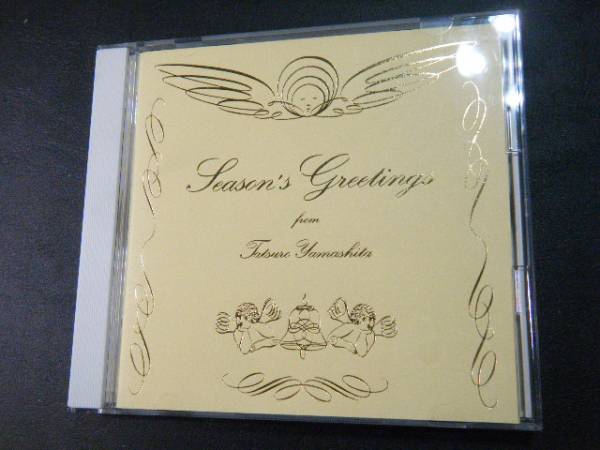 Season's Greetings
from
Tatsuro Yamashita